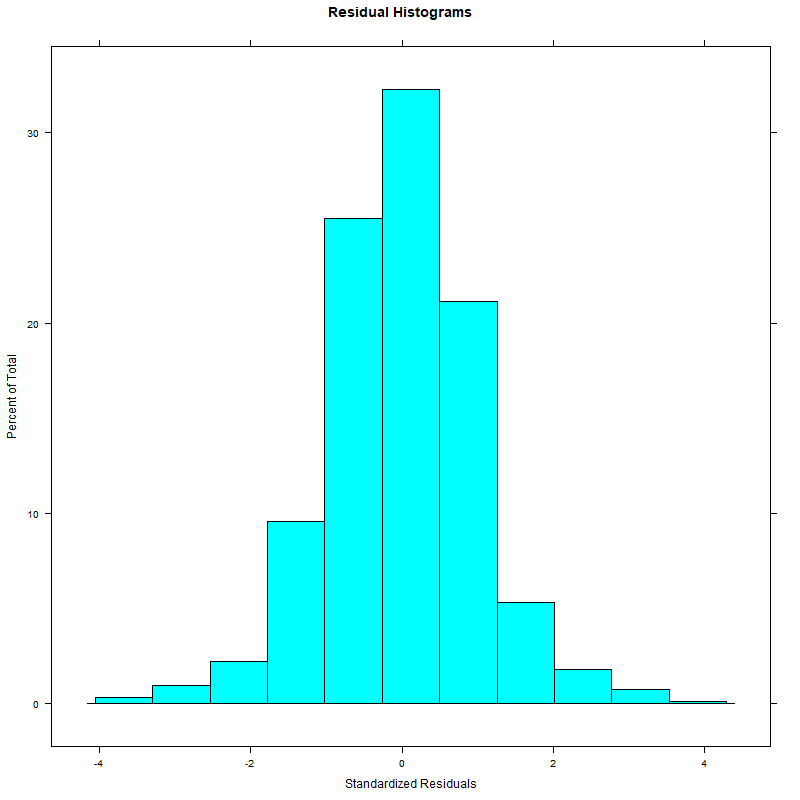 Residual Histograms
30
20
10
0
Percent of Total
-4 -2 0 2 4
Standardized Residuals